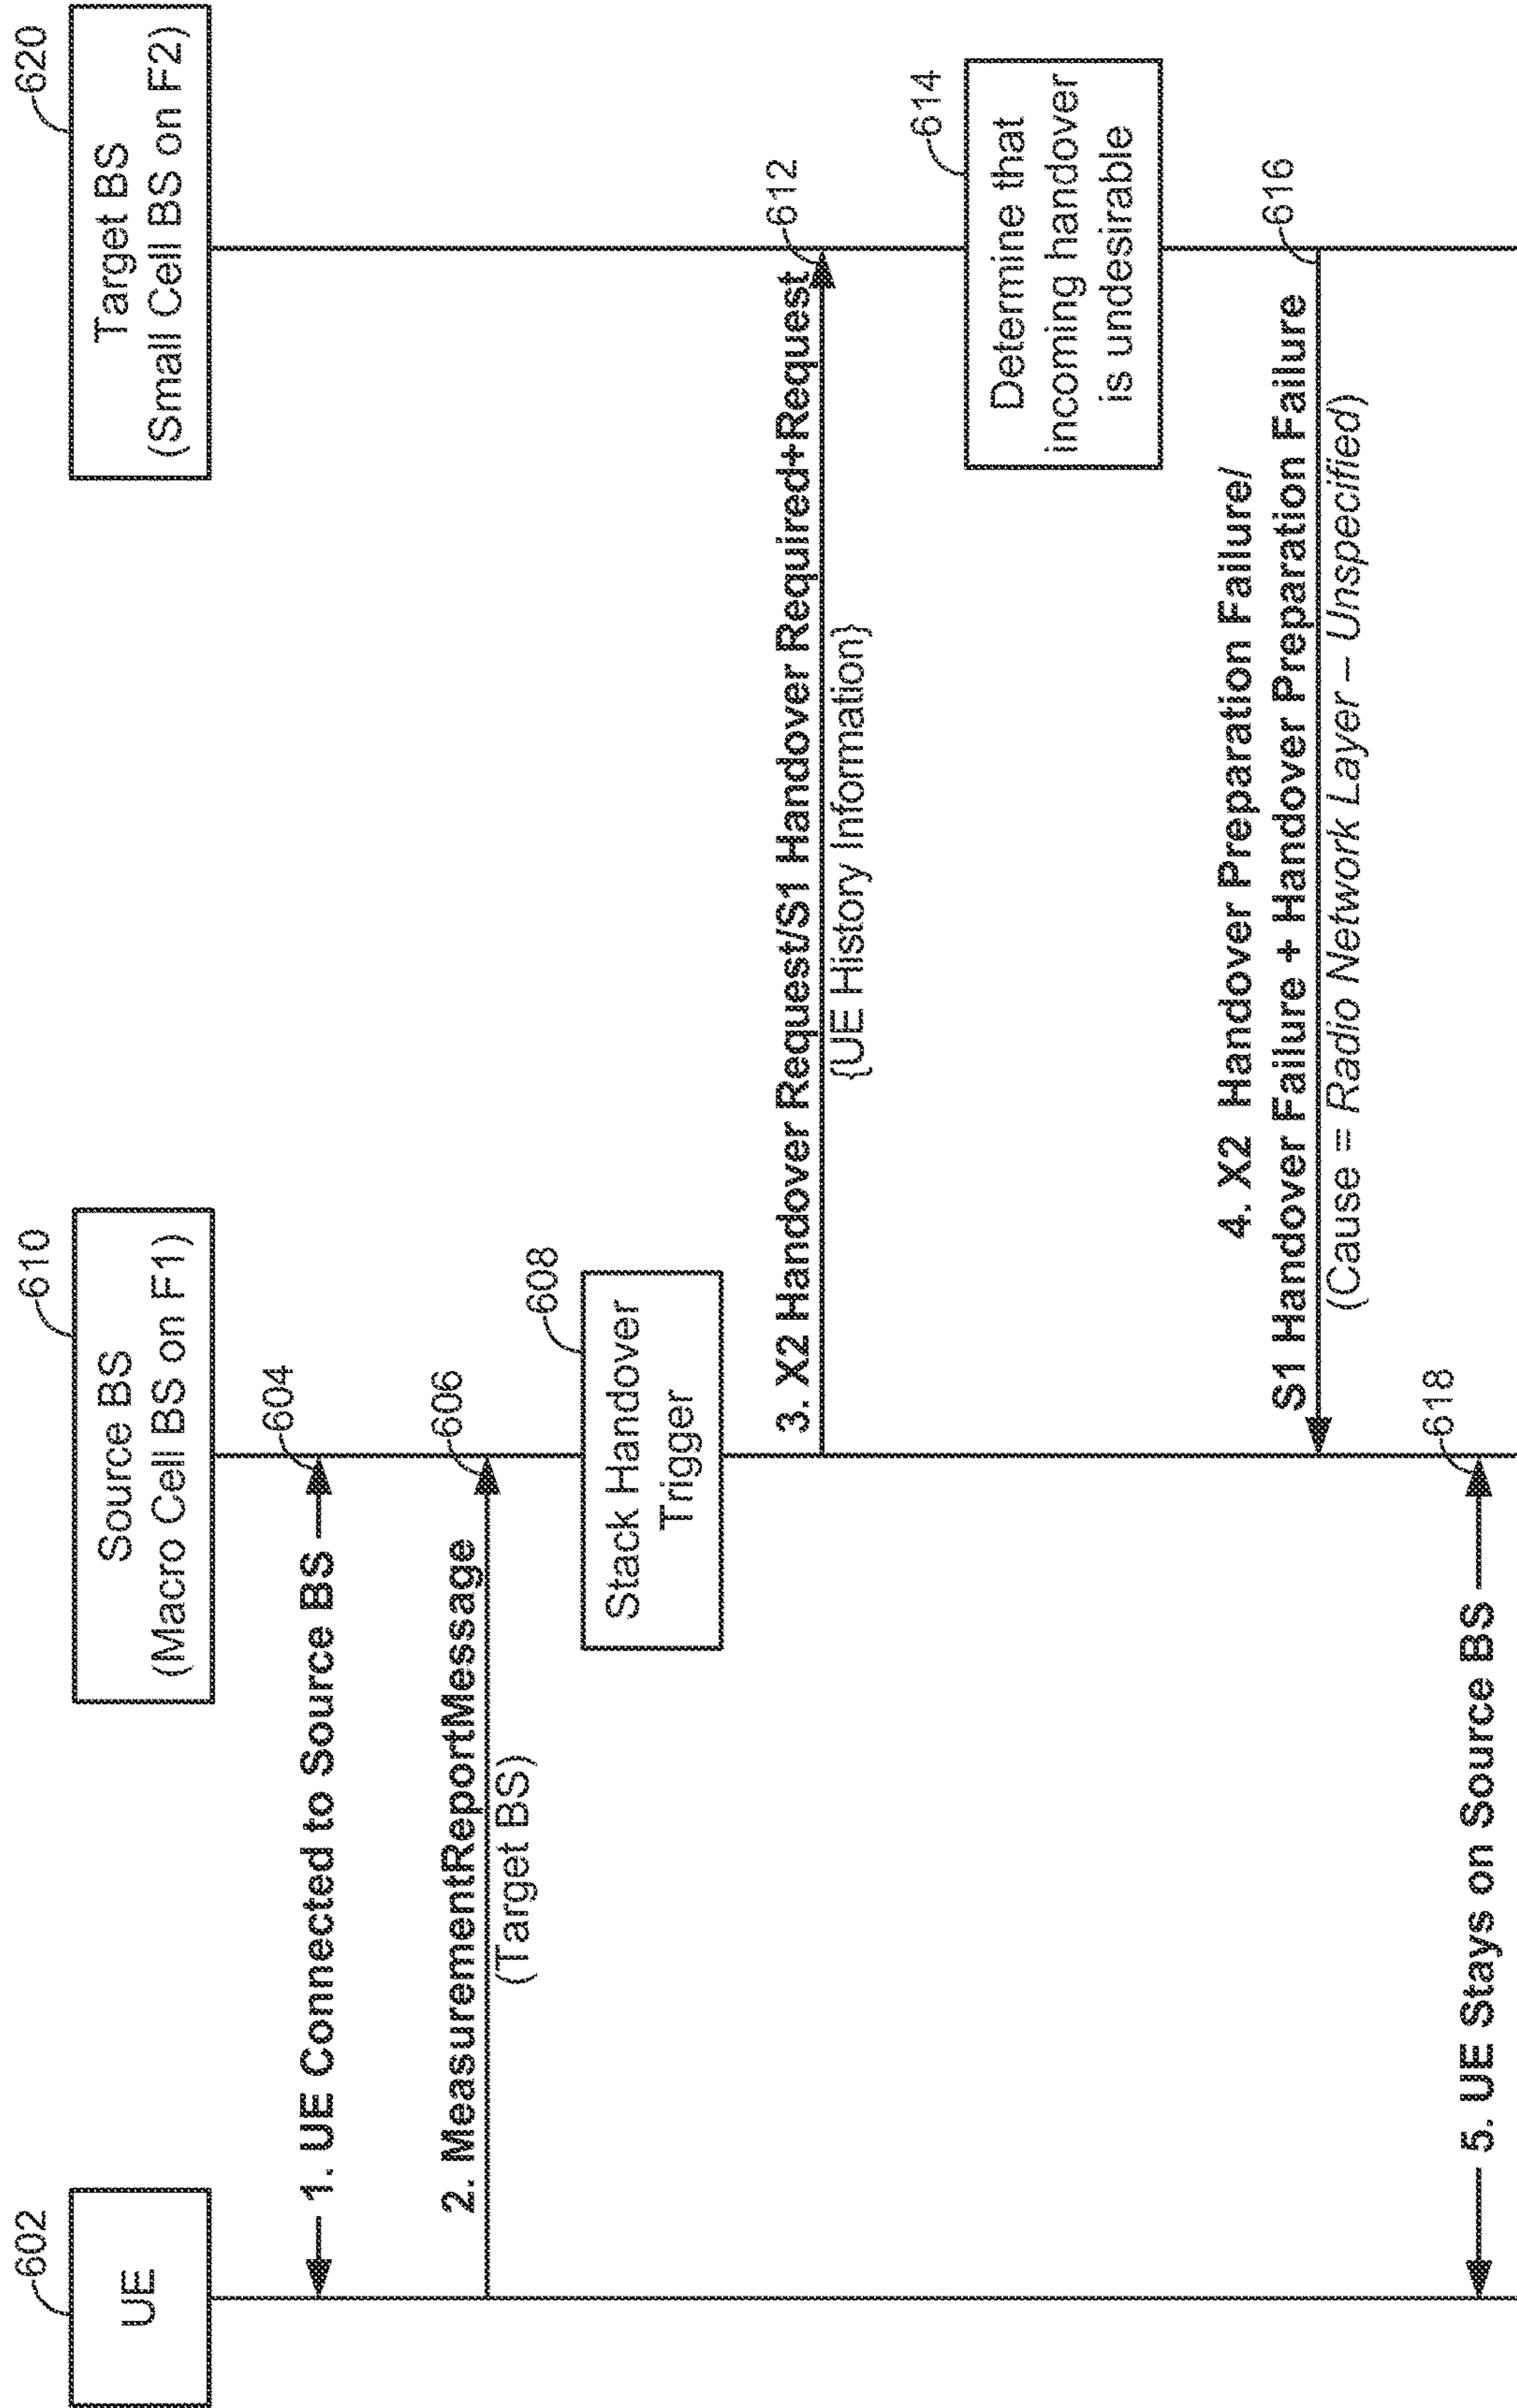 602
UE
610
Source BS
(Macro Cell BS on F1)
620
Target BS
(Small Cell BS on F2)
604
1. UE Connected to Source BS
606
2. MeasurementReportMessage
(Target BS)
608
Stack Handover
Trigger
612
3. X2 Handover Request/S1 Handover Required+Request
{UE History Information}
614
Determine that
incoming handover
is undesirable
616
4. X2 Handover Preparation Failure/
S1 Handover Failure + Handover Preparation Failure
(Cause = Radio Network Layer – Unspecified)
618
5. UE Stays on Source BS